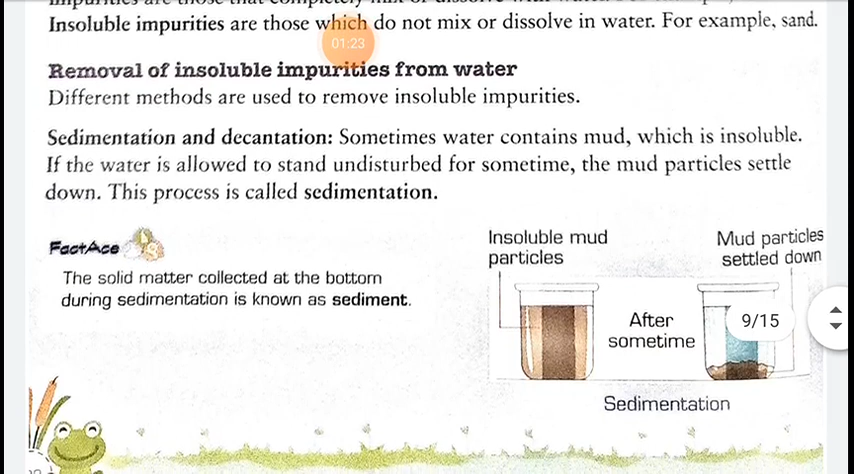 Insoluble impurities are those which do not mix or dissolve in water. For example, sand.
01:23
Removal of insoluble impurities from water
Different methods are used to remove insoluble impurities.
Sedimentation and decantation: Sometimes water contains mud, which is insoluble.
If the water is allowed to stand undisturbed for sometime, the mud particles settle
down. This process is called sedimentation.
FactAce
The solid matter collected at the bottom
during sedimentation is known as sediment.
Insoluble mud
particles
Mud particles
settled down
After
sometime
9/15
Sedimentation